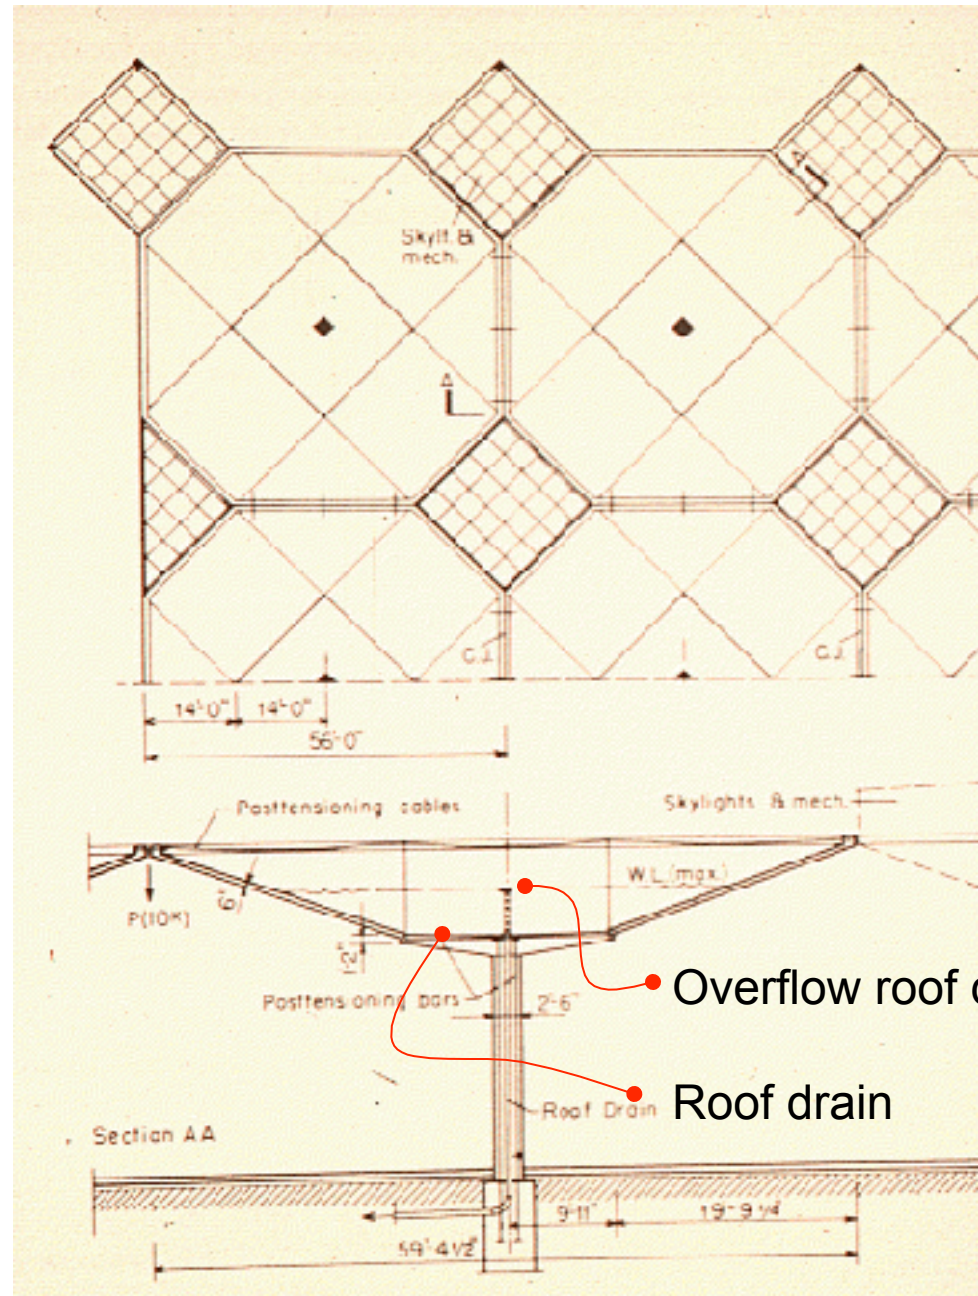 Skylt. &
mech.
A
A
C.J.
C.J.
14'-0"
14'-0"
56'-0"
Posttensioning cables
Skylights & mech.
W.L.(max.)
6"
P(10K)
Posttensioning bars
2'-6"
Overflow roof
Roof Drain
Roof drain
Section AA
9'-11"
19'-9 1/4"
59'-4 1/2"